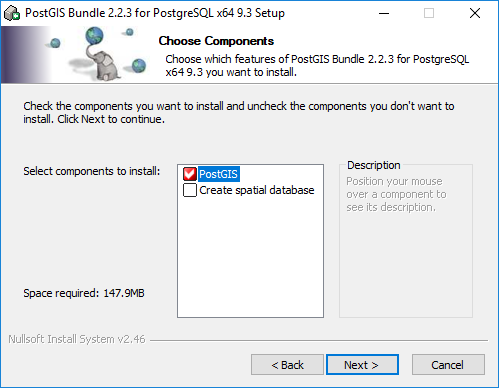 PostGIS Bundle 2.2.3 for PostgreSQL x64 9.3 Setup
Choose Components
Choose which features of PostGIS Bundle 2.2.3 for PostgreSQL
x64 9.3 you want to install.
Check the components you want to install and uncheck the components you don't want to
install. Click Next to continue.
Select components to install:
PostGIS
Create spatial database
Description
Position your mouse
over a component to
see its description.
Space required: 147.9MB
Nullsoft Install System v2.46
< Back
Next >
Cancel